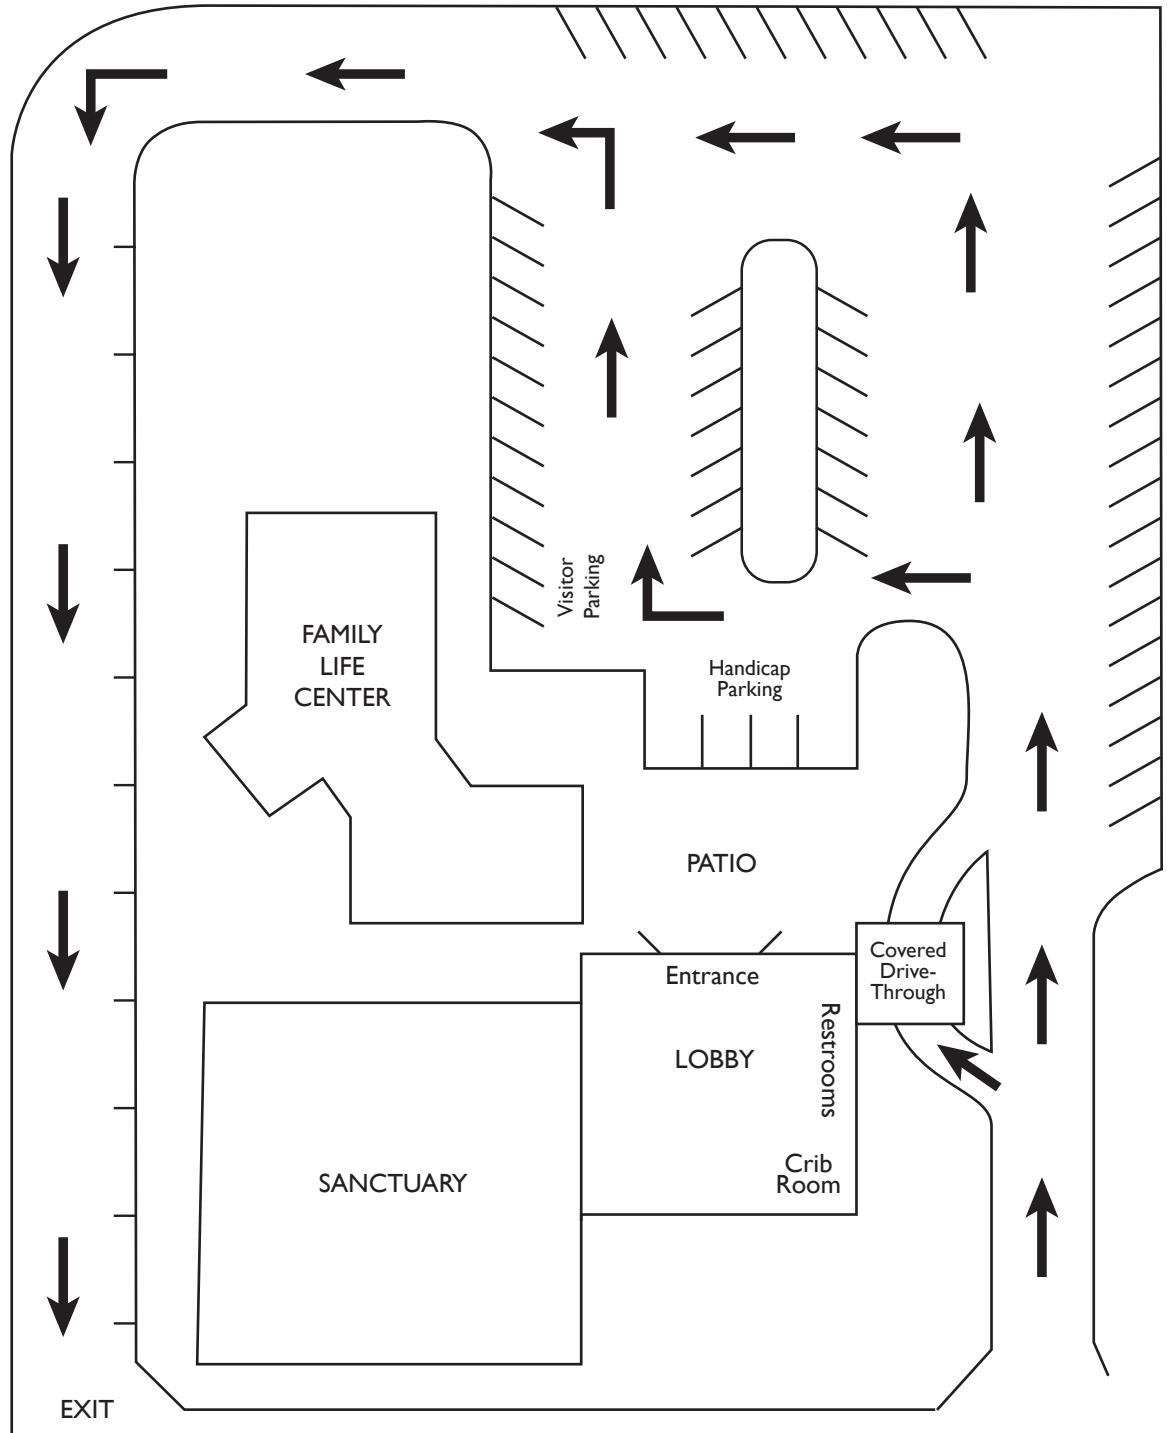 Visitor
Parking
FAMILY
LIFE
CENTER
Handicap
Parking
PATIO
Covered
Drive-
Through
Entrance
Restrooms
LOBBY
Crib
Room
SANCTUARY
EXIT